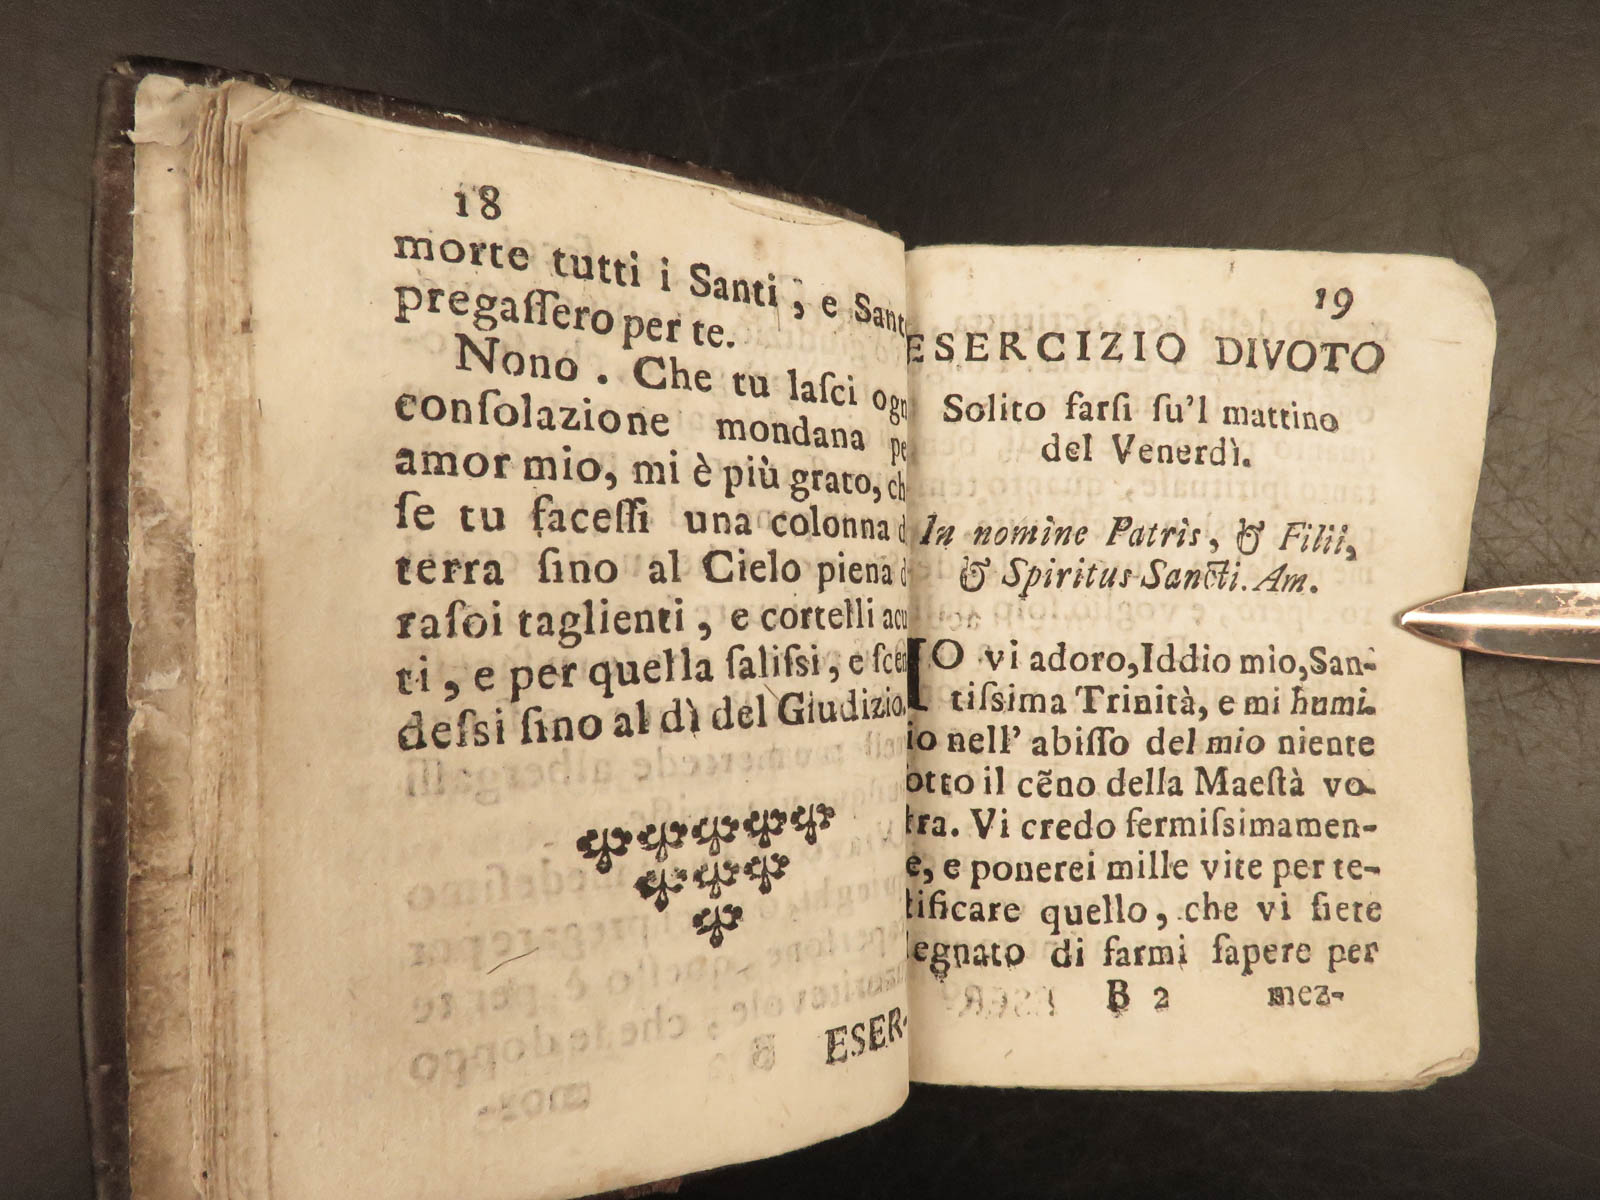 18
morte tutti i Santi, e Sant
pregaſſero per te.
Nono. Che tu laſci ogn
conſolazione mondana pe
amor mio, mi è più grato, ch
ſe tu faceſſi una colonna d
terra ſino al Cielo piena d
raſoi taglienti, e cortelli acu
ti, e per quella ſaliſsi, e ſcen
deſsi ſino al dì del Giudizio.
ESER-
19
ESERCIZIO DIVOTO
Solito farſi ſu'l mattino
del Venerdì.
In nomine Patris, & Filii,
& Spiritus Sancti. Am.
IO vi adoro, Iddio mio, San-
tiſsima Trinità, e mi humi-
io nell' abiſſo del mio niente
otto il cẽno della Maeſtà vo-
tra. Vi credo fermiſsimamen-
e, e ponerei mille vite per te-
tificare quello, che vi ſiete
egnato di farmi ſapere per
B 2 mez-